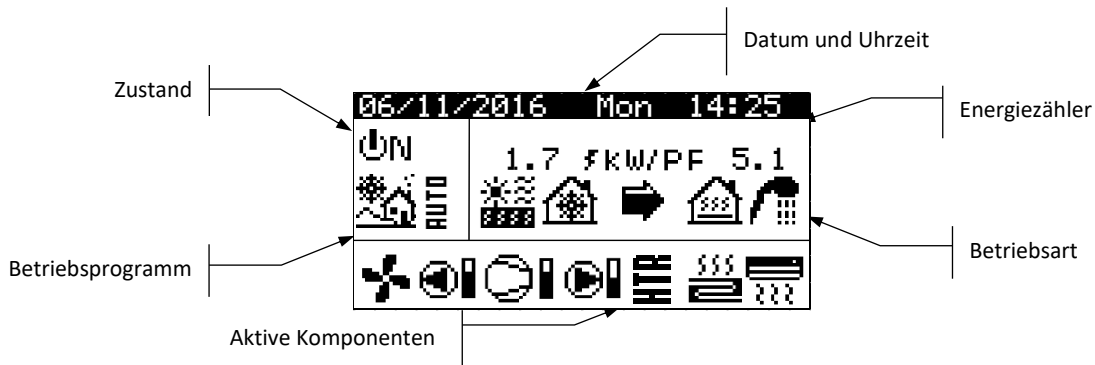 Datum und Uhrzeit
Zustand
06/11/2016 Mon 14:25
Energiezähler
ON
1.7 kW/PF 5.1
AUTO
Betriebsprogramm
Betriebsart
HTR
Aktive Komponenten